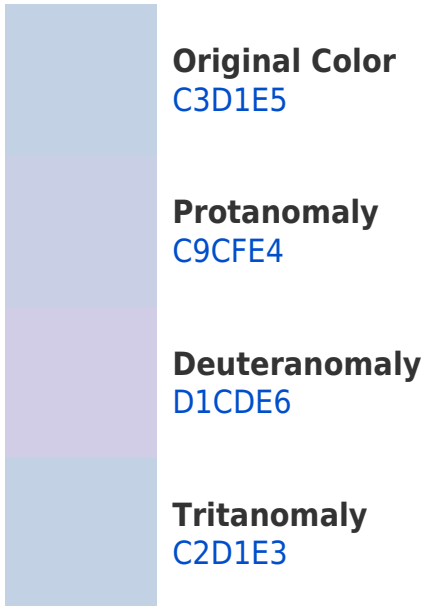 Original Color
C3D1E5
Protanomaly
C9CFE4
Deuteranomaly
D1CDE6
Tritanomaly
C2D1E3